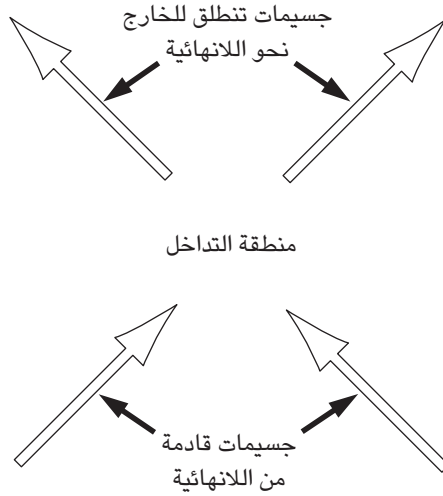 جسيمات تنطلق للخارج
نحو اللانهائية
منطقة التداخل
جسيمات قادمة
من اللانهائية